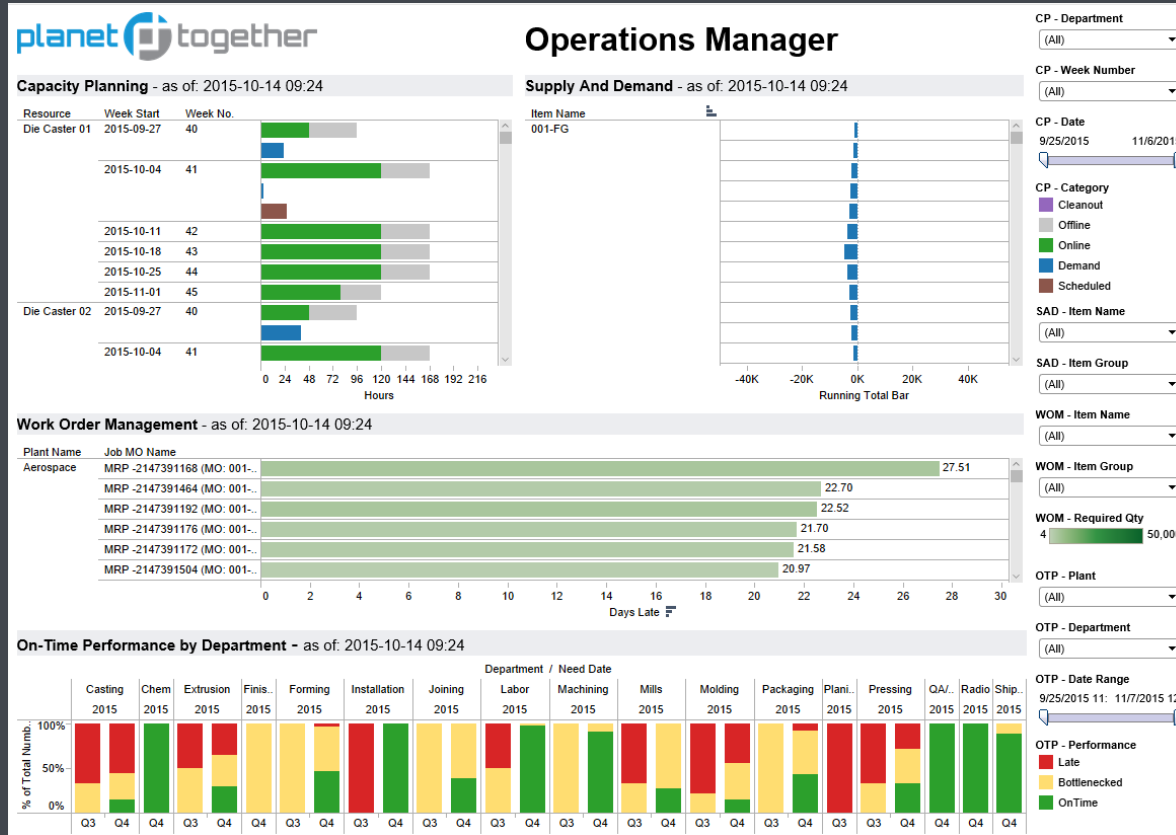 planet together
Operations Manager
Capacity Planning - as of: 2015-10-14 09:24
Resource Week Start Week No.
Die Caster 01 2015-09-27 40
2015-10-04 41
2015-10-11 42
2015-10-18 43
2015-10-25 44
2015-11-01 45
Die Caster 02 2015-09-27 40
2015-10-04 41
0 24 48 72 96 120 144 168 192 216
Hours
Supply And Demand - as of: 2015-10-14 09:24
Item Name
001-FG
-40K -20K 0K 20K 40K
Running Total Bar
Work Order Management - as of: 2015-10-14 09:24
Plant Name Job MO Name
Aerospace MRP -2147391168 (MO: 001-.. 27.51
MRP -2147391464 (MO: 001-.. 22.70
MRP -2147391192 (MO: 001-.. 22.52
MRP -2147391176 (MO: 001-.. 21.70
MRP -2147391172 (MO: 001-.. 21.58
MRP -2147391504 (MO: 001-.. 20.97
0 2 4 6 8 10 12 14 16 18 20 22 24 26 28 30
Days Late
On-Time Performance by Department - as of: 2015-10-14 09:24
Department / Need Date
Casting Chem Extrusion Finis.. Forming Installation Joining Labor Machining Mills Molding Packaging Plani.. Pressing QA/.. Radio Ship..
2015 2015 2015 2015 2015 2015 2015 2015 2015 2015 2015 2015 2015 2015 2015 2015 2015
% of Total Numb..
100%
50%
0%
Q3 Q4 Q4 Q3 Q4 Q4 Q3 Q4 Q3 Q4 Q3 Q4 Q3 Q4 Q3 Q4 Q3 Q4 Q3 Q4 Q3 Q4 Q3 Q3 Q4 Q4 Q4 Q4
CP - Department
(All)
CP - Week Number
(All)
CP - Date
9/25/2015 11/6/201
CP - Category
Cleanout
Offline
Online
Demand
Scheduled
SAD - Item Name
(All)
SAD - Item Group
(All)
WOM - Item Name
(All)
WOM - Item Group
(All)
WOM - Required Qty
4 50,00
OTP - Plant
(All)
OTP - Department
(All)
OTP - Date Range
9/25/2015 11: 11/7/2015 12
OTP - Performance
Late
Bottlenecked
OnTime